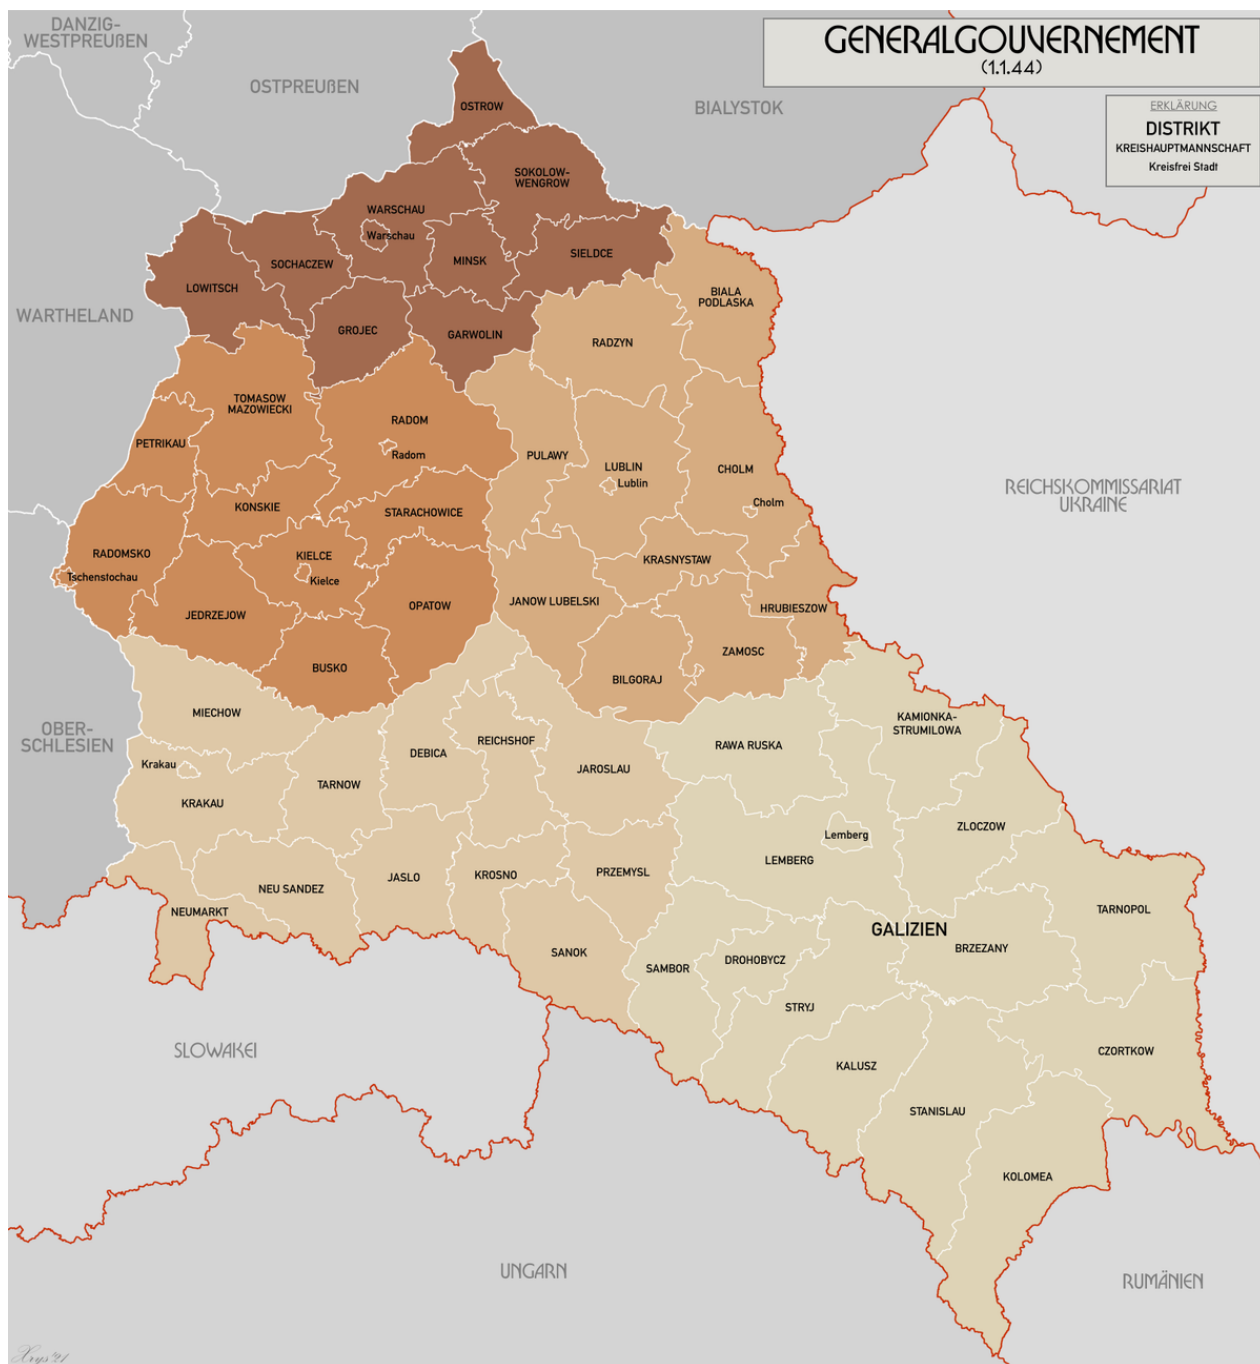 GENERALGOUVERNEMENT
(1.1.44)
ERKLÄRUNG
DISTRIKT
KREISHAUPTMANNSCHAFT
Kreisfrei Stadt
DANZIG-
WESTPREUẞEN
OSTPREUẞEN
BIALYSTOK
OSTROW
SOKOLOW-
WENGROW
WARSCHAU
Warschau
SOCHACZEW
MINSK
SIELDCE
LOWITSCH
BIALA
PODLASKA
WARTHELAND
GROJEC
GARWOLIN
RADZYN
TOMASOW
MAZOWIECKI
RADOM
Radom
PETRIKAU
PULAWY
LUBLIN
Lublin
CHOLM
Cholm
REICHSKOMMISSARIAT
UKRAINE
KONSKIE
STARACHOWICE
RADOMSKO
Tschenstochau
KIELCE
Kielce
KRASNYSTAW
JEDRZEJOW
OPATOW
JANOW LUBELSKI
HRUBIESZOW
BUSKO
BILGORAJ
ZAMOSC
MIECHOW
OBER-
SCHLESIEN
KAMIONKA-
STRUMILOWA
DEBICA
REICHSHOF
RAWA RUSKA
Krakau
JAROSLAU
TARNOW
KRAKAU
ZLOCZOW
Lemberg
LEMBERG
NEU SANDEZ
JASLO
KROSNO
PRZEMYSL
NEUMARKT
TARNOPOL
GALIZIEN
SANOK
SAMBOR
DROHOBYCZ
BRZEZANY
STRYJ
SLOWAKEI
KALUSZ
CZORTKOW
STANISLAU
KOLOMEA
UNGARN
RUMÄNIEN
Xrys'21